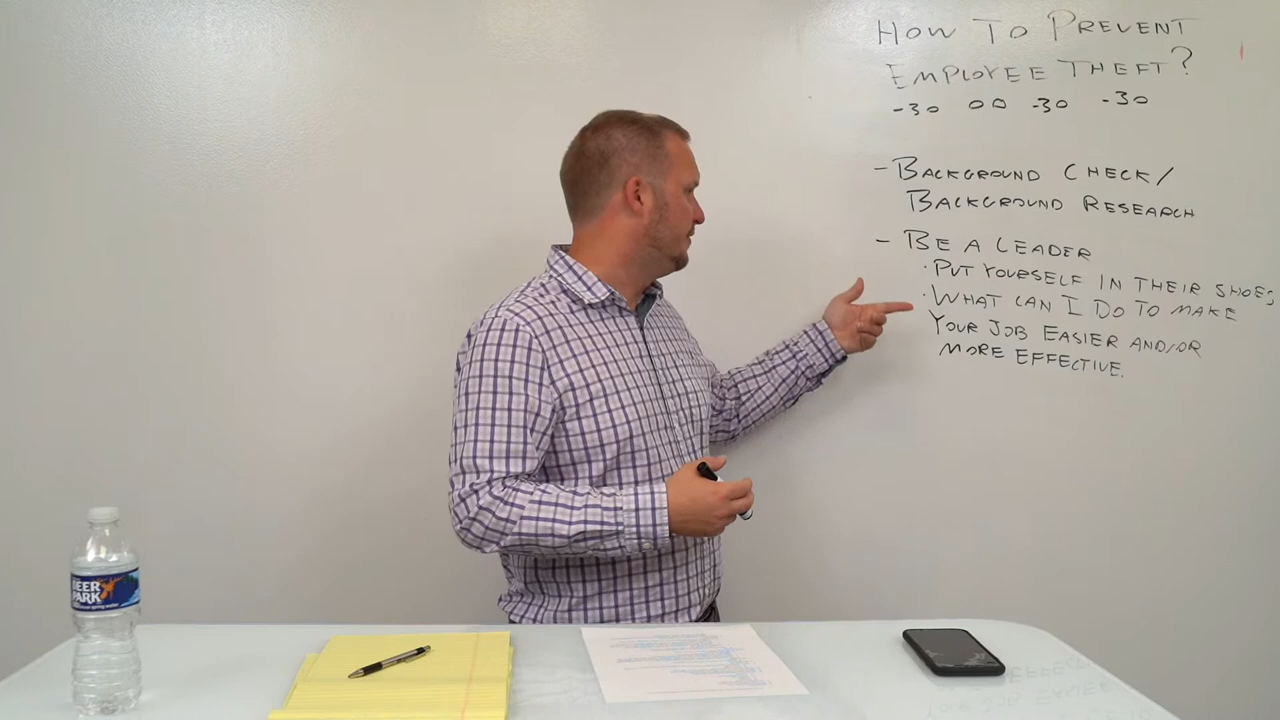 HOW TO PREVENT
EMPLOYEE THEFT?
-30 00 -30 -30
- BACKGROUND CHECK/
BACKGROUND RESEARCH
- BE A LEADER
· PUT YOURSELF IN THEIR SHOES
· WHAT CAN I DO TO MAKE
YOUR JOB EASIER AND/OR
MORE EFFECTIVE.
DEER
PARK